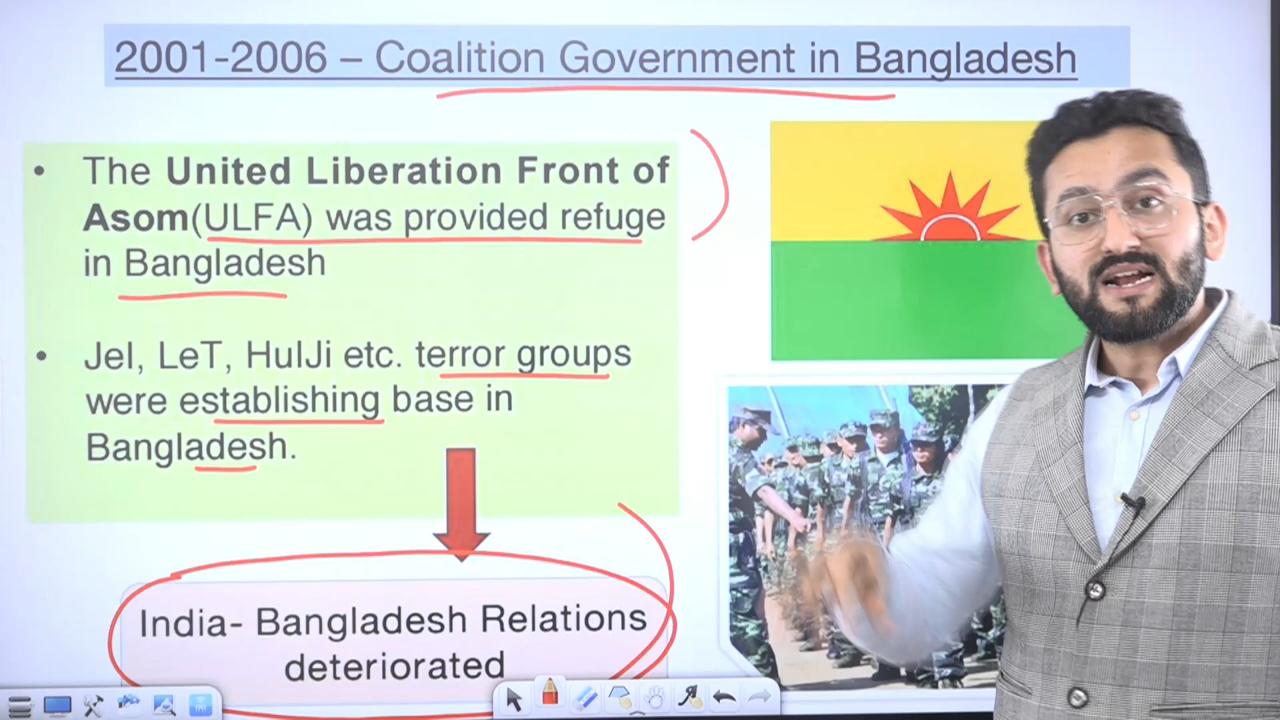 2001-2006 – Coalition Government in Bangladesh
• The United Liberation Front of
Asom(ULFA) was provided refuge
in Bangladesh
• JeI, LeT, HuIJi etc. terror groups
were establishing base in
Bangladesh.
India- Bangladesh Relations
deteriorated